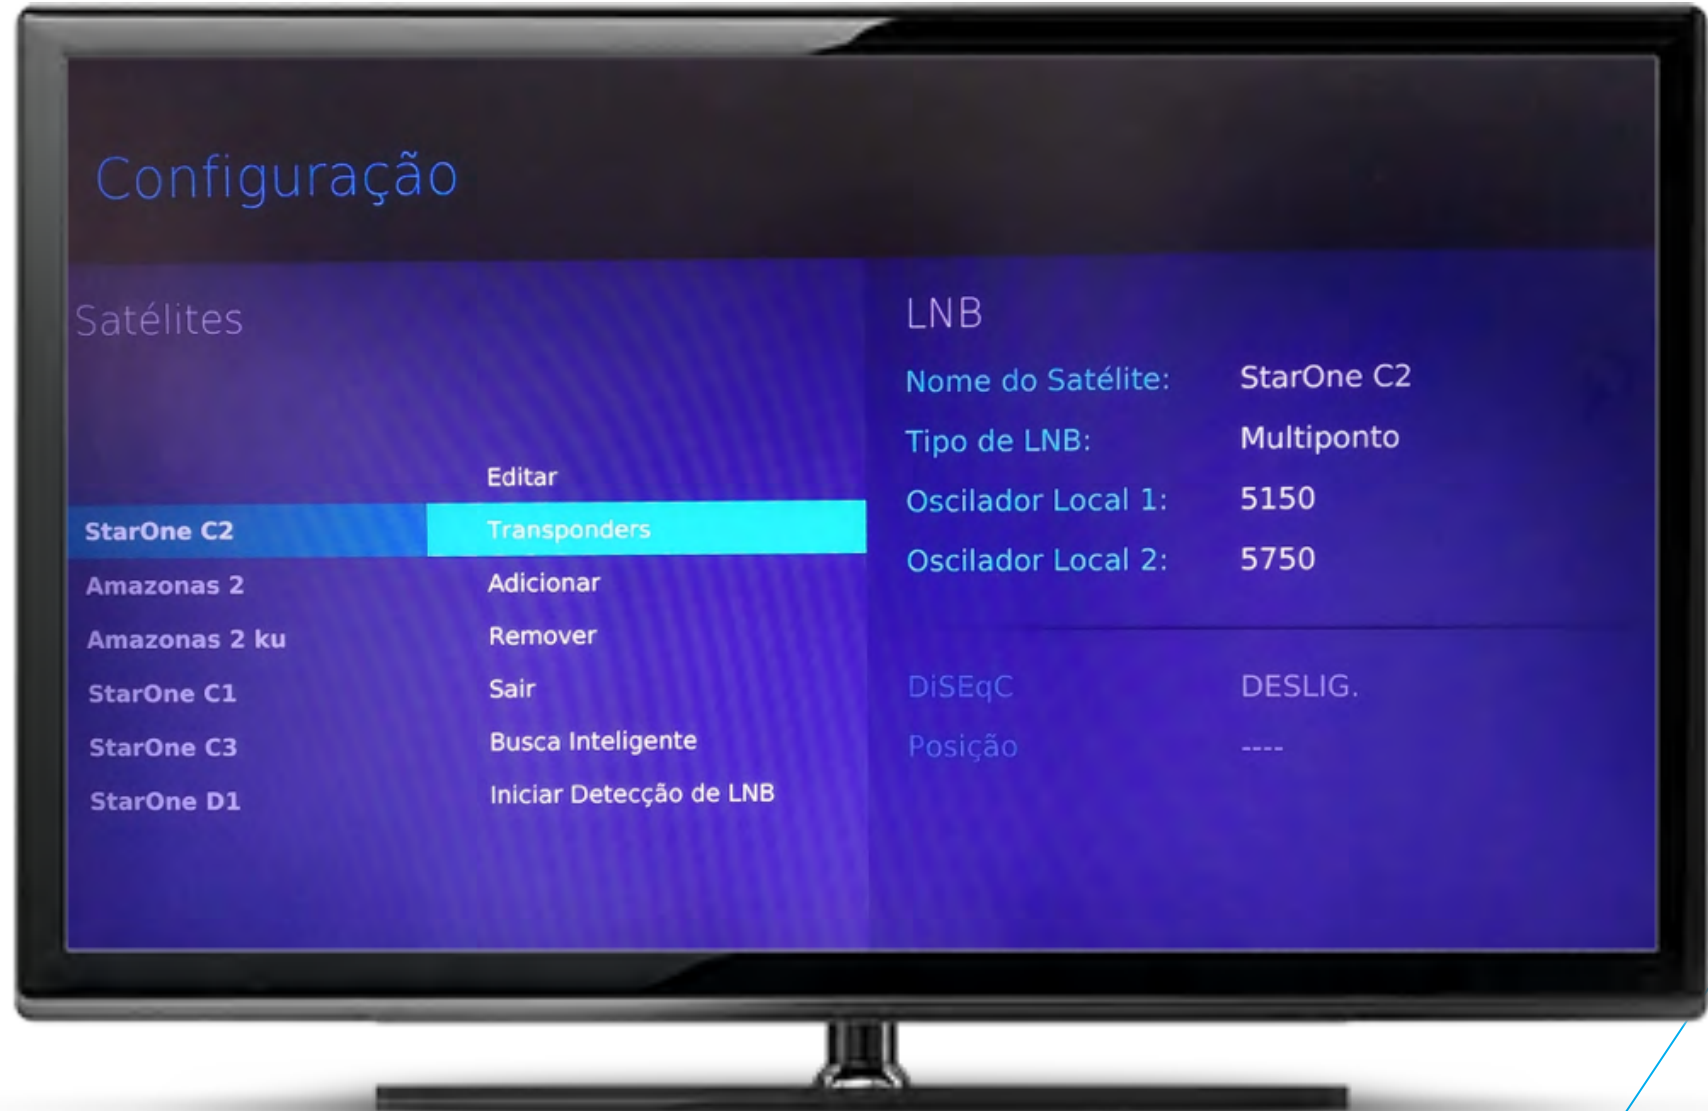 Configuração
Satélites
Editar
StarOne C2
Transponders
Amazonas 2
Adicionar
Amazonas 2 ku
Remover
StarOne C1
Sair
StarOne C3
Busca Inteligente
StarOne D1
Iniciar Detecção de LNB
LNB
Nome do Satélite: StarOne C2
Tipo de LNB: Multiponto
Oscilador Local 1: 5150
Oscilador Local 2: 5750
DiSEqC DESLIG.
Posição ----